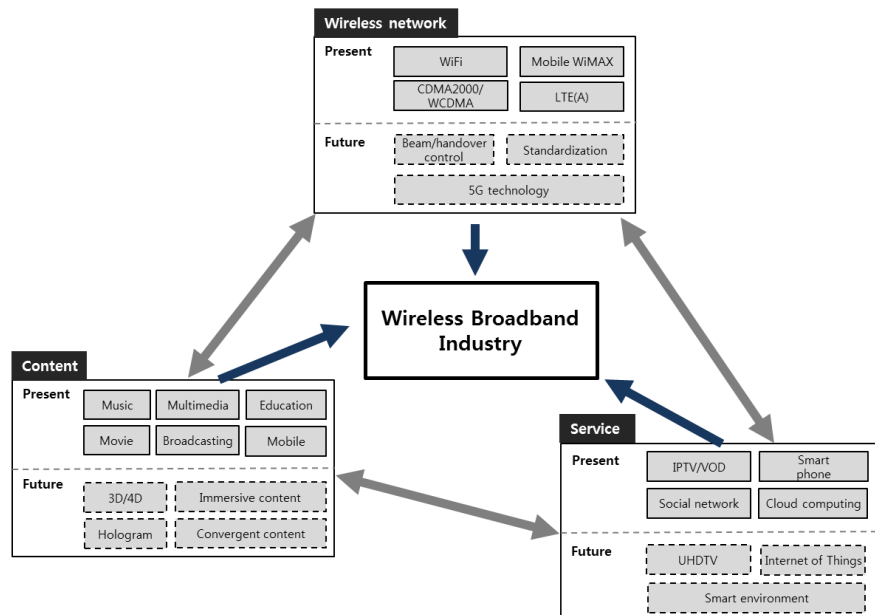 Wireless network
Present
WiFi
Mobile WiMAX
CDMA2000/
WCDMA
LTE(A)
Future
Beam/handover
control
Standardization
5G technology
Wireless Broadband
Industry
Content
Present
Music
Multimedia
Education
Movie
Broadcasting
Mobile
Future
3D/4D
Immersive content
Hologram
Convergent content
Service
Present
IPTV/VOD
Smart
phone
Social network
Cloud computing
Future
UHDTV
Internet of Things
Smart environment